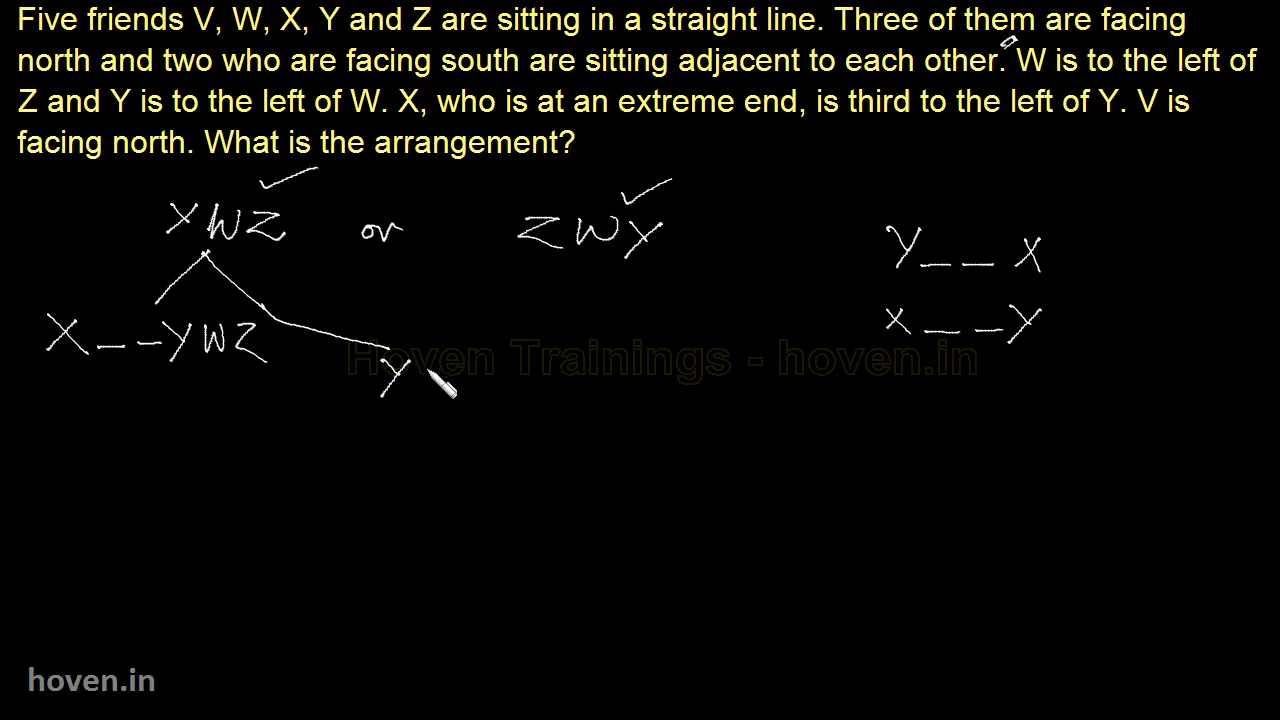 Five friends V, W, X, Y and Z are sitting in a straight line. Three of them are facing
north and two who are facing south are sitting adjacent to each other. W is to the left of
Z and Y is to the left of W. X, who is at an extreme end, is third to the left of Y. V is
facing north. What is the arrangement?
YWZ or ZWY
Y _ _ X
X _ _ Y
X _ _ Y W Z
Hoven Trainings - hoven.in
Y
hoven.in